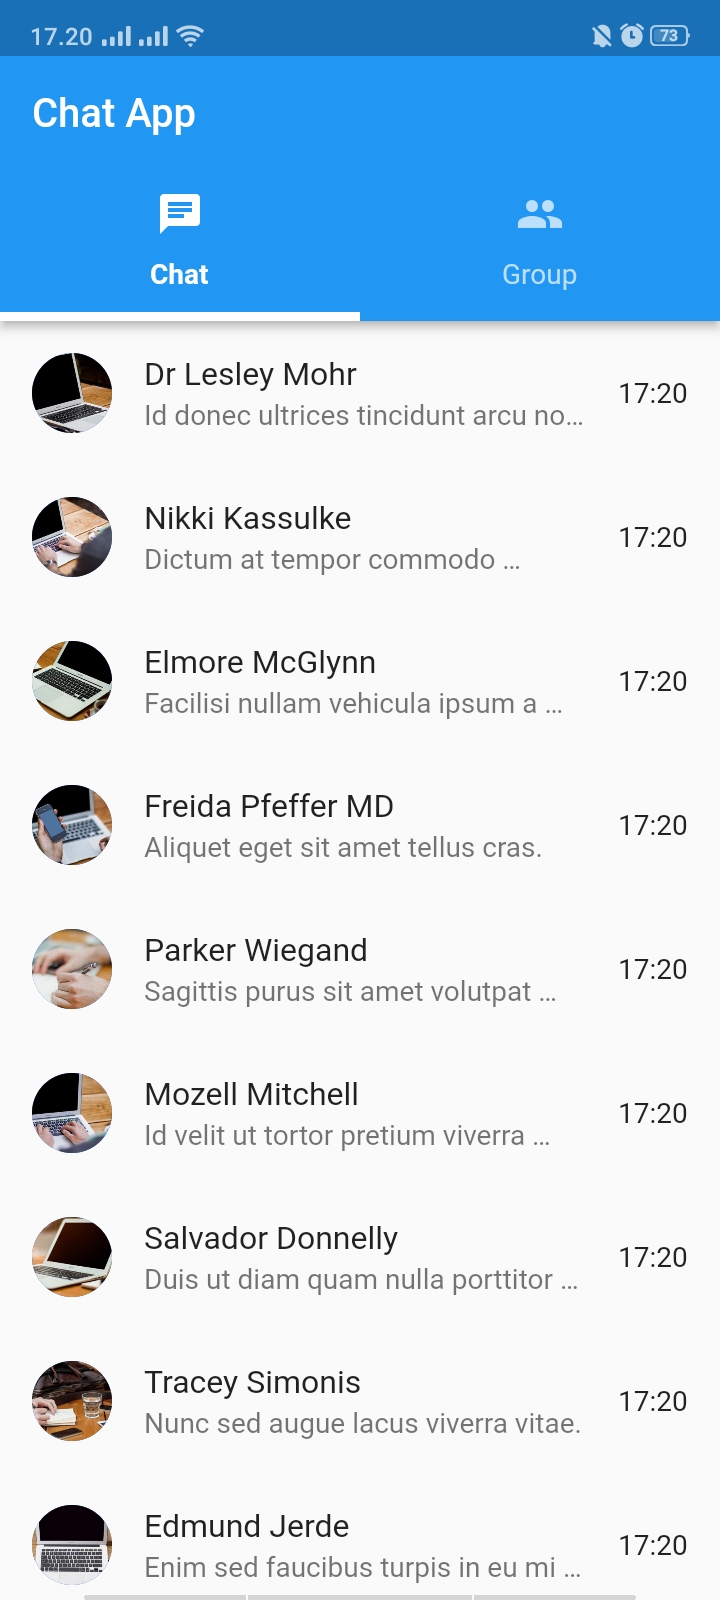 17.20
73
Chat App
Chat
Group
Dr Lesley Mohr
Id donec ultrices tincidunt arcu no...
17:20
Nikki Kassulke
Dictum at tempor commodo ...
17:20
Elmore McGlynn
Facilisi nullam vehicula ipsum a ...
17:20
Freida Pfeffer MD
Aliquet eget sit amet tellus cras.
17:20
Parker Wiegand
Sagittis purus sit amet volutpat ...
17:20
Mozell Mitchell
Id velit ut tortor pretium viverra ...
17:20
Salvador Donnelly
Duis ut diam quam nulla porttitor ...
17:20
Tracey Simonis
Nunc sed augue lacus viverra vitae.
17:20
Edmund Jerde
Enim sed faucibus turpis in eu mi ...
17:20